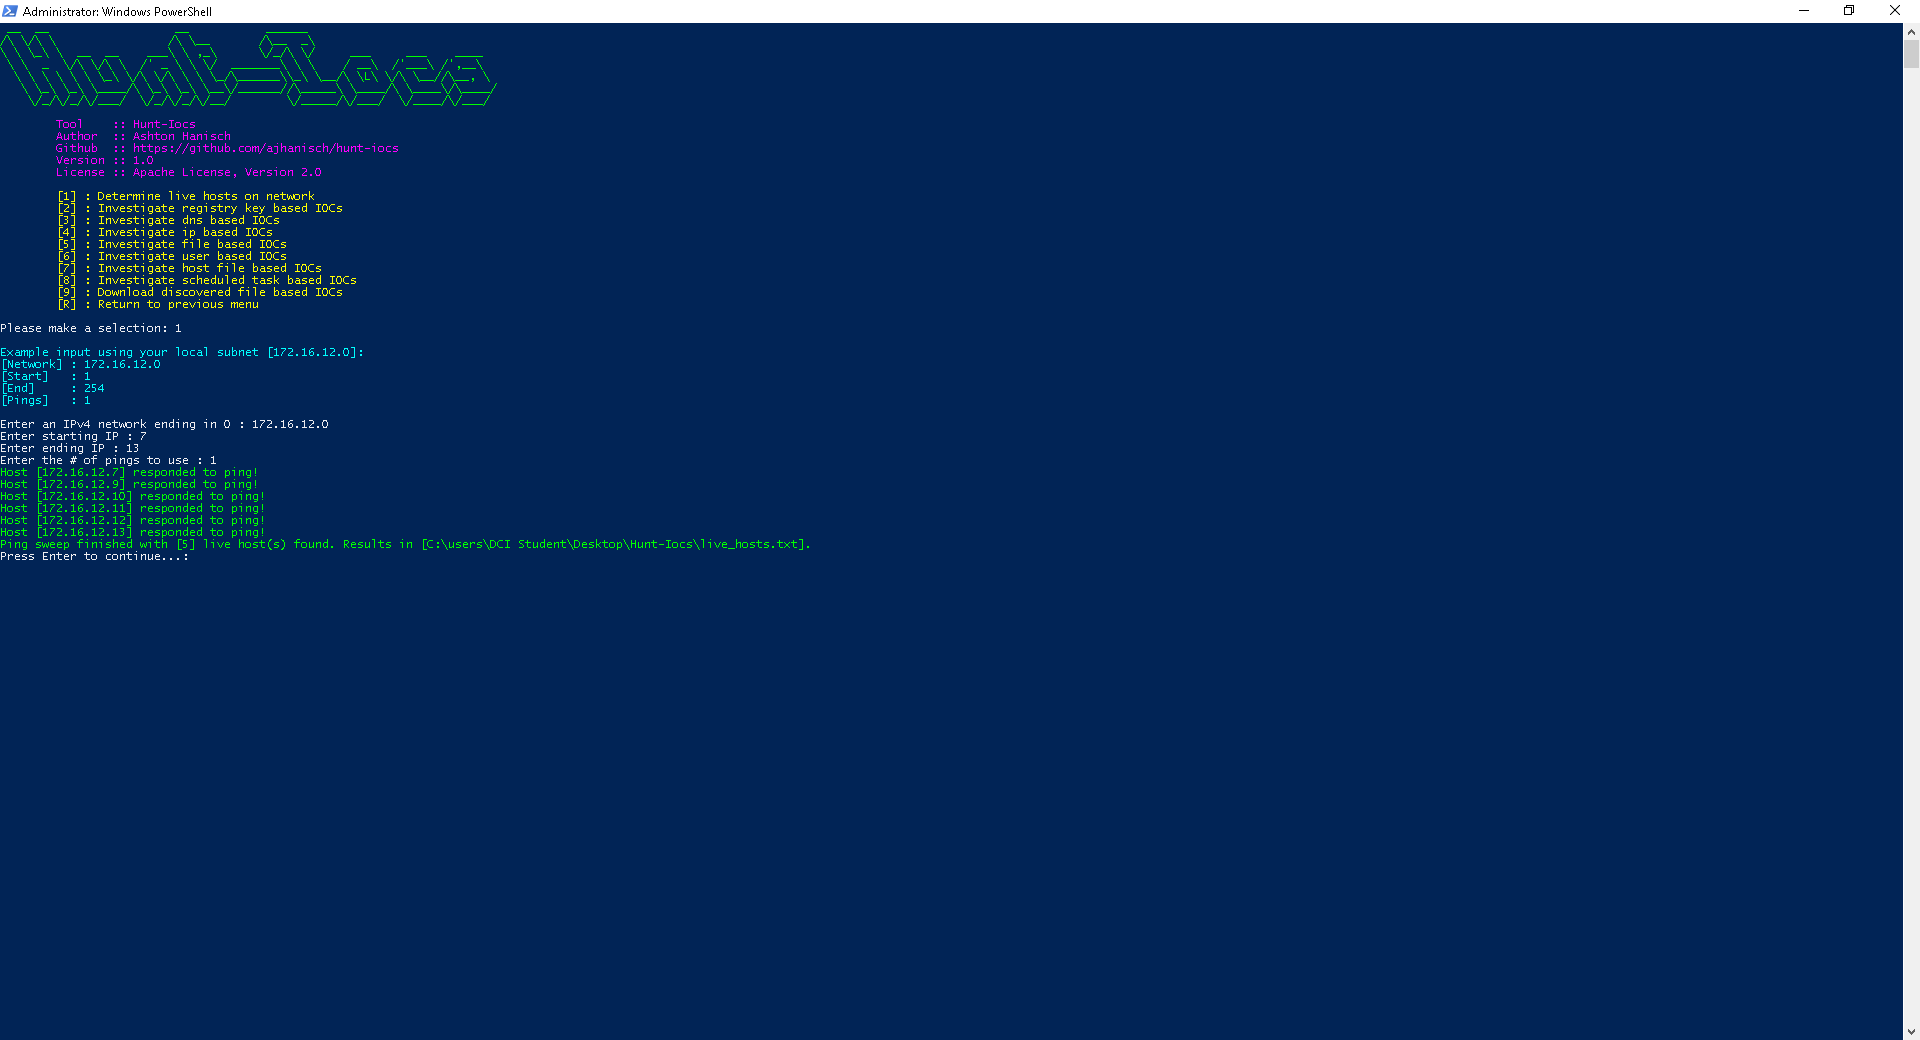 Administrator: Windows PowerShell
Hunt-Iocs
Tool :: Hunt-Iocs
Author :: Ashton Hanisch
Github :: https://github.com/ajhanisch/hunt-iocs
Version :: 1.0
License :: Apache License, Version 2.0
[1] : Determine live hosts on network
[2] : Investigate registry key based IOCs
[3] : Investigate dns based IOCs
[4] : Investigate ip based IOCs
[5] : Investigate file based IOCs
[6] : Investigate user based IOCs
[7] : Investigate host file based IOCs
[8] : Investigate scheduled task based IOCs
[9] : Download discovered file based IOCs
[R] : Return to previous menu
Please make a selection: 1
Example input using your local subnet [172.16.12.0]:
[Network] : 172.16.12.0
[Start] : 1
[End] : 254
[Pings] : 1
Enter an IPv4 network ending in 0 : 172.16.12.0
Enter starting IP : 7
Enter ending IP : 13
Enter the # of pings to use : 1
Host [172.16.12.7] responded to ping!
Host [172.16.12.9] responded to ping!
Host [172.16.12.10] responded to ping!
Host [172.16.12.11] responded to ping!
Host [172.16.12.12] responded to ping!
Host [172.16.12.13] responded to ping!
Ping sweep finished with [5] live host(s) found. Results in [C:\users\DCI Student\Desktop\Hunt-Iocs\live_hosts.txt].
Press Enter to continue...: